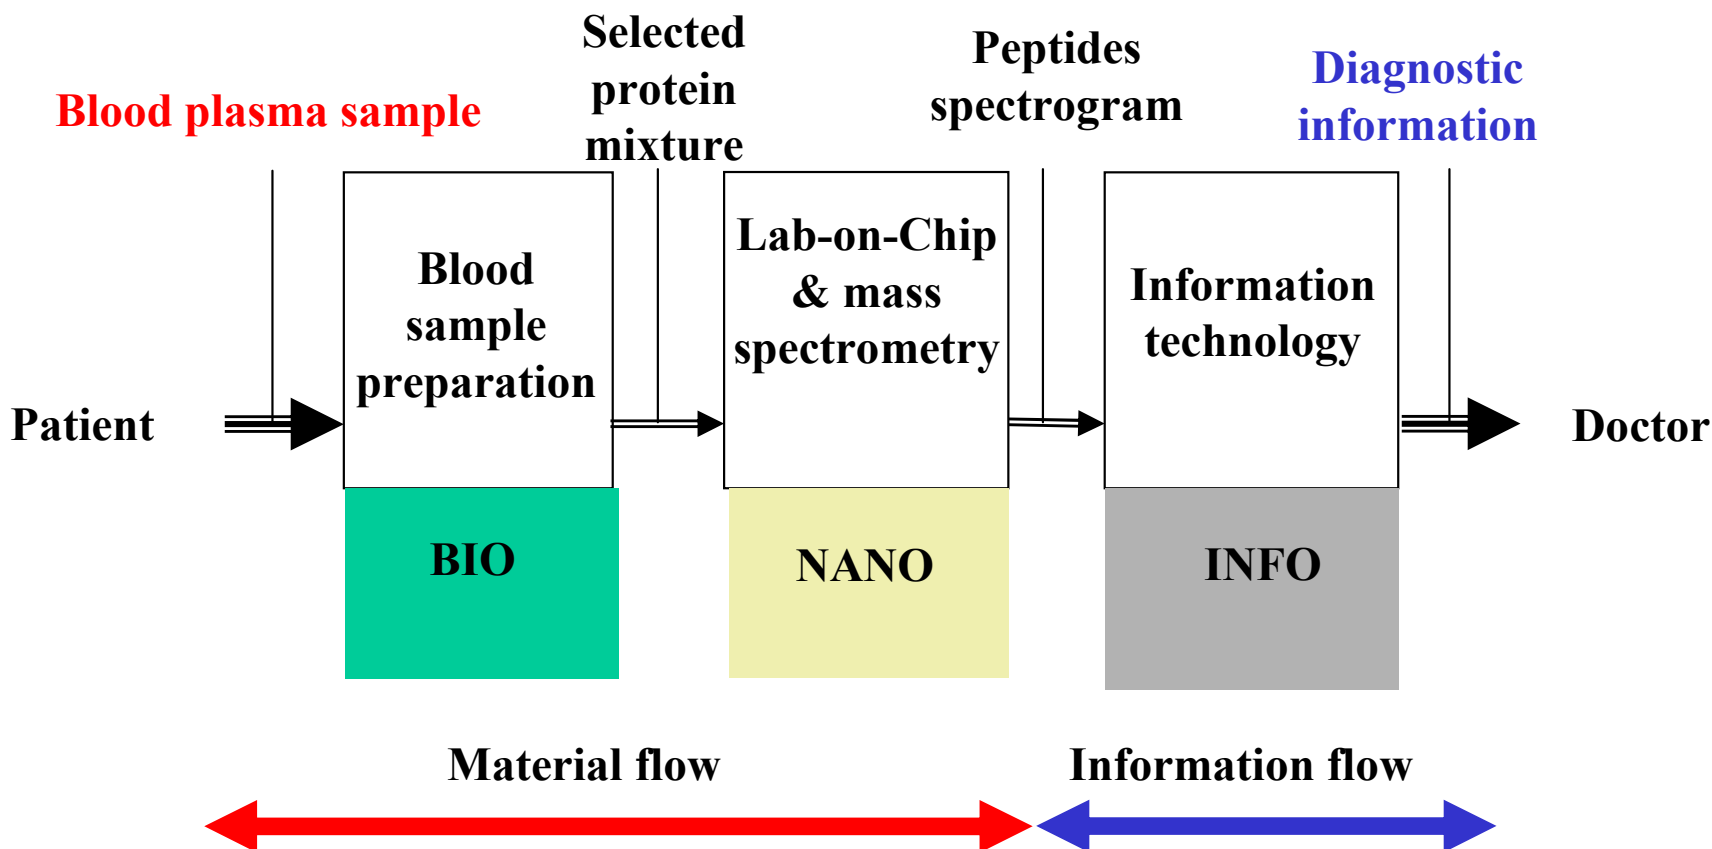 Blood plasma sample
Selected
protein
mixture
Peptides
spectrogram
Diagnostic
information
Patient
Blood
sample
preparation
Lab-on-Chip
& mass
spectrometry
Information
technology
Doctor
BIO
NANO
INFO
Material flow
Information flow